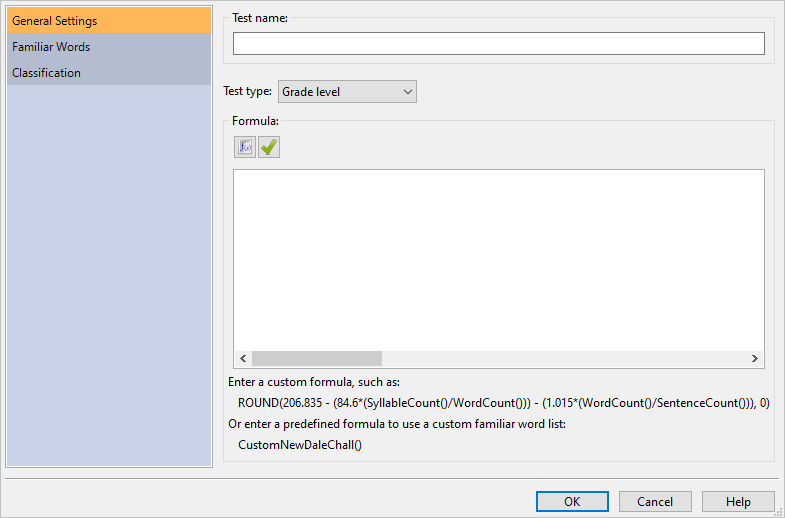 General Settings
Familiar Words
Classification
Test name:
Test type: Grade level
Formula:
f(x)
Enter a custom formula, such as:
ROUND(206.835 - (84.6*(SyllableCount()/WordCount())) - (1.015*(WordCount()/SentenceCount())), 0)
Or enter a predefined formula to use a custom familiar word list:
CustomNewDaleChall()
OK Cancel Help